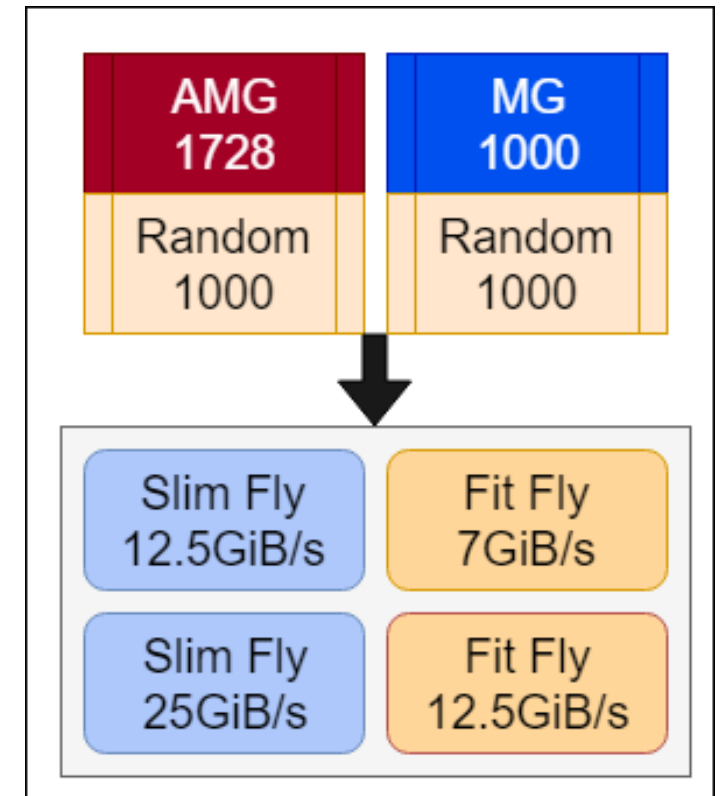 AMG
1728
MG
1000
Random
1000
Random
1000
Slim Fly
12.5GiB/s
Fit Fly
7GiB/s
Slim Fly
25GiB/s
Fit Fly
12.5GiB/s